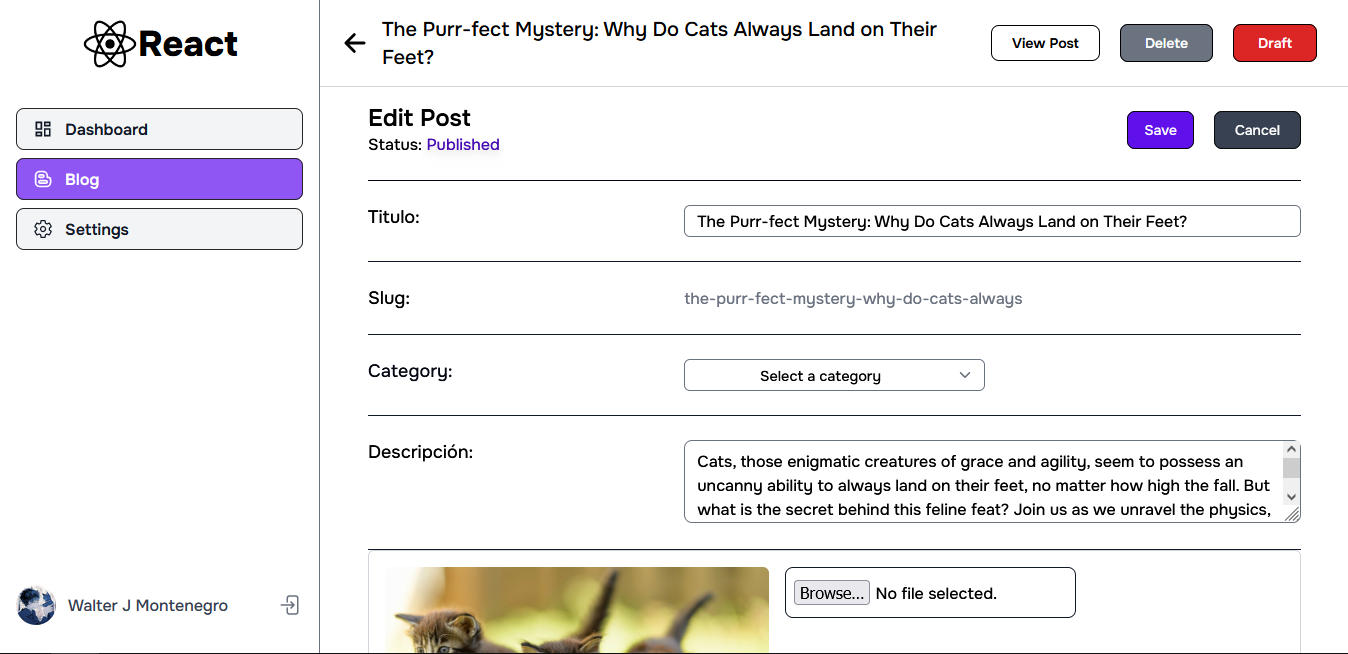 React
Dashboard
Blog
Settings
Walter J Montenegro
The Purr-fect Mystery: Why Do Cats Always Land on Their
Feet?
View Post
Delete
Draft
Edit Post
Status: Published
Save
Cancel
Titulo:
The Purr-fect Mystery: Why Do Cats Always Land on Their Feet?
Slug:
the-purr-fect-mystery-why-do-cats-always
Category:
Select a category
Descripción:
Cats, those enigmatic creatures of grace and agility, seem to possess an
uncanny ability to always land on their feet, no matter how high the fall. But
what is the secret behind this feline feat? Join us as we unravel the physics,
Browse... No file selected.